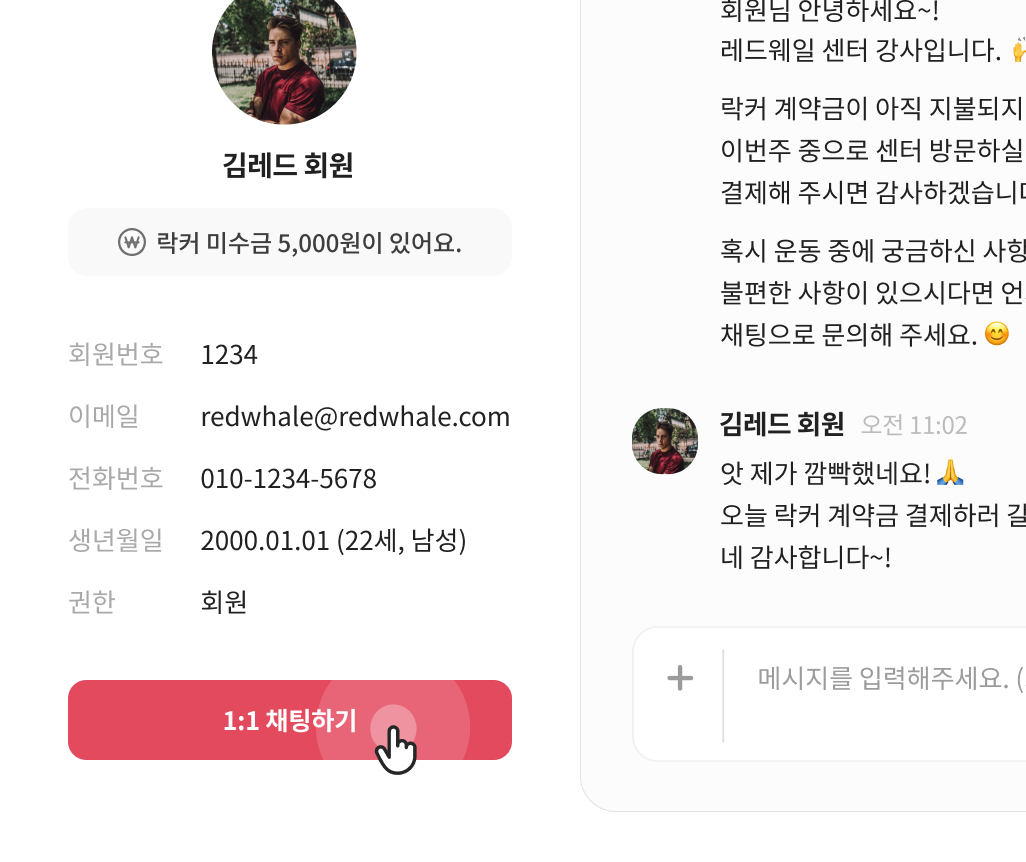 김레드 회원
락커 미수금 5,000원이 있어요.
회원번호 1234
이메일 redwhale@redwhale.com
전화번호 010-1234-5678
생년월일 2000.01.01 (22세, 남성)
권한 회원
1:1 채팅하기
회원님 안녕하세요~!
레드웨일 센터 강사입니다. 🙌
락커 계약금이 아직 지불되지
이번주 중으로 센터 방문하실
결제해 주시면 감사하겠습니다
혹시 운동 중에 궁금하신 사항
불편한 사항이 있으시다면 언
채팅으로 문의해 주세요. 😊
김레드 회원 오전 11:02
앗 제가 깜빡했네요! 🙏
오늘 락커 계약금 결제하러 갈
네 감사합니다~!
메시지를 입력해주세요. (